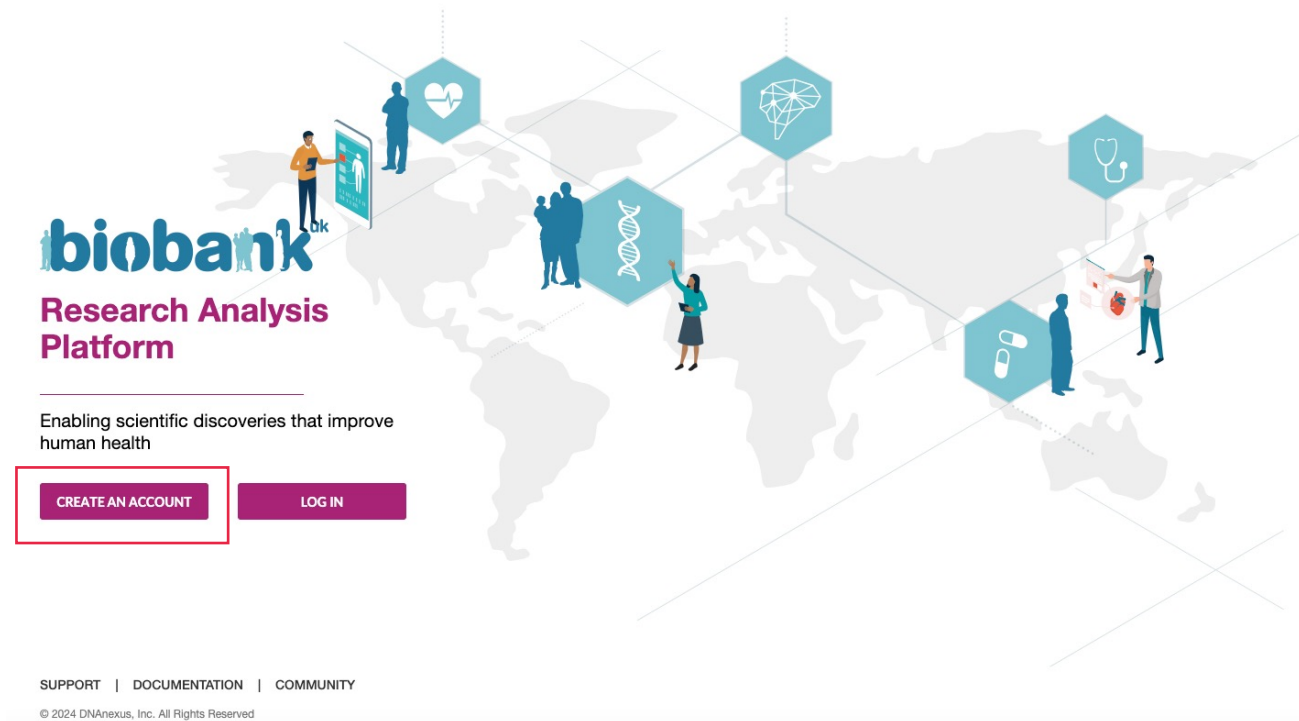 biobank uk
Research Analysis
Platform
Enabling scientific discoveries that improve
human health
CREATE AN ACCOUNT
LOG IN
SUPPORT | DOCUMENTATION | COMMUNITY
© 2024 DNAnexus, Inc. All Rights Reserved